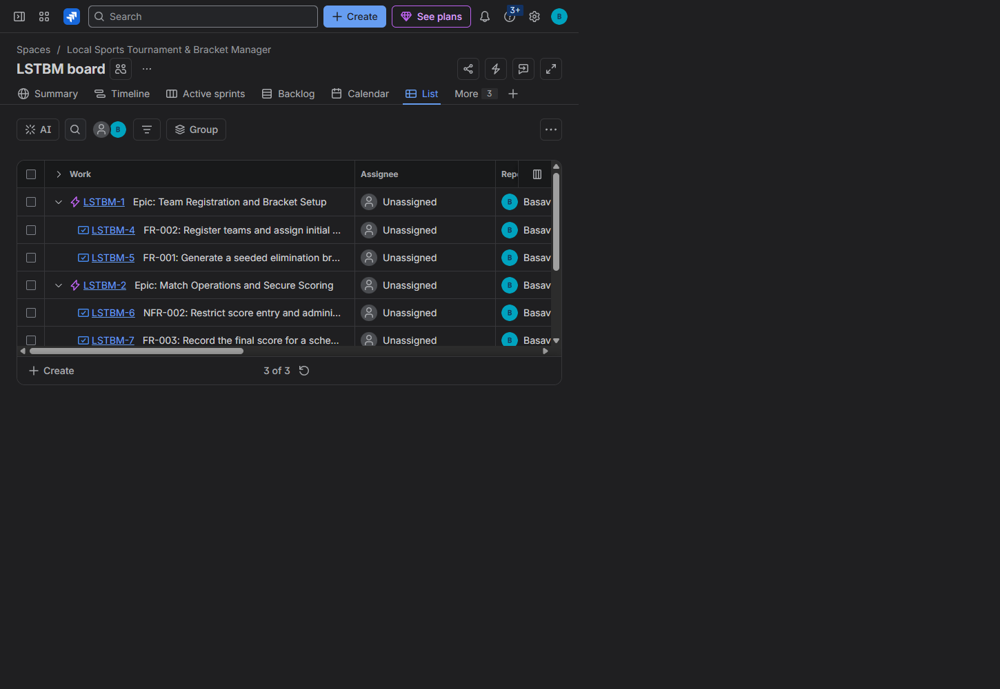 Search
Create
See plans
3+
B
Spaces / Local Sports Tournament & Bracket Manager
LSTBM board
Summary
Timeline
Active sprints
Backlog
Calendar
List
More 3
AI
B
Group
Work Assignee Rep
LSTBM-1 Epic: Team Registration and Bracket Setup Unassigned B Basav
LSTBM-4 FR-002: Register teams and assign initial ... Unassigned B Basav
LSTBM-5 FR-001: Generate a seeded elimination br... Unassigned B Basav
LSTBM-2 Epic: Match Operations and Secure Scoring Unassigned B Basav
LSTBM-6 NFR-002: Restrict score entry and admini... Unassigned B Basav
LSTBM-7 FR-003: Record the final score for a sche... Unassigned B Basav
Create 3 of 3